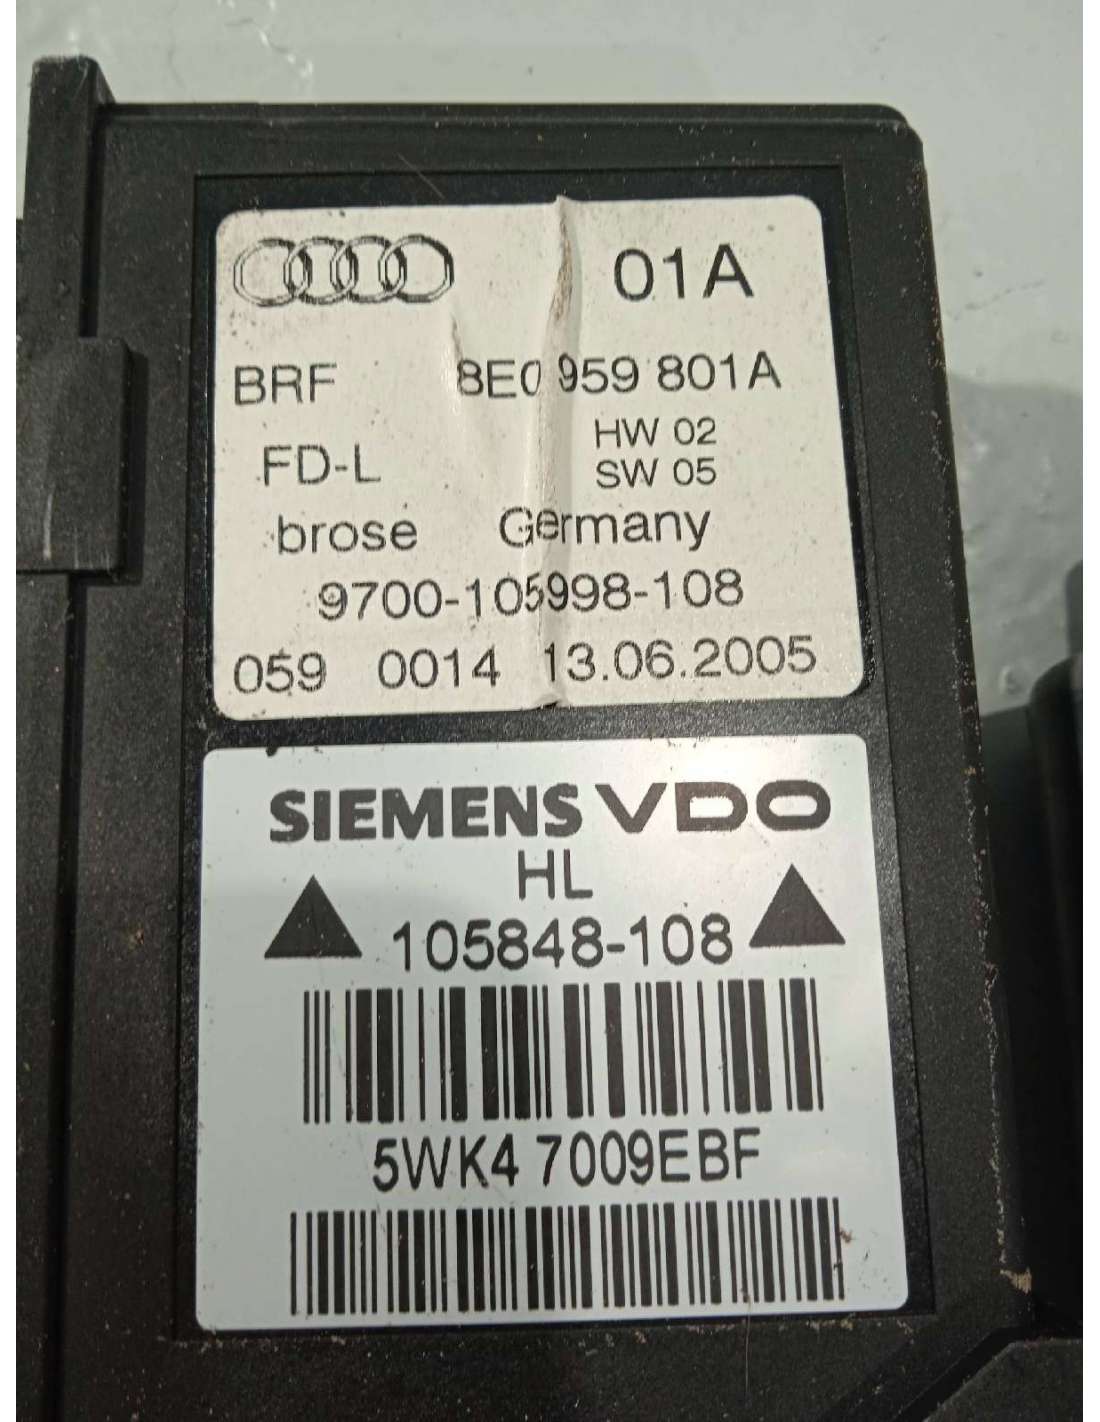 01A
BRF 8E0 959 801A
HW 02
FD-L
SW 05
brose Germany
9700-105998-108
059 0014 13.06.2005
SIEMENS VDO
HL
105848-108
5WK4 7009EBF